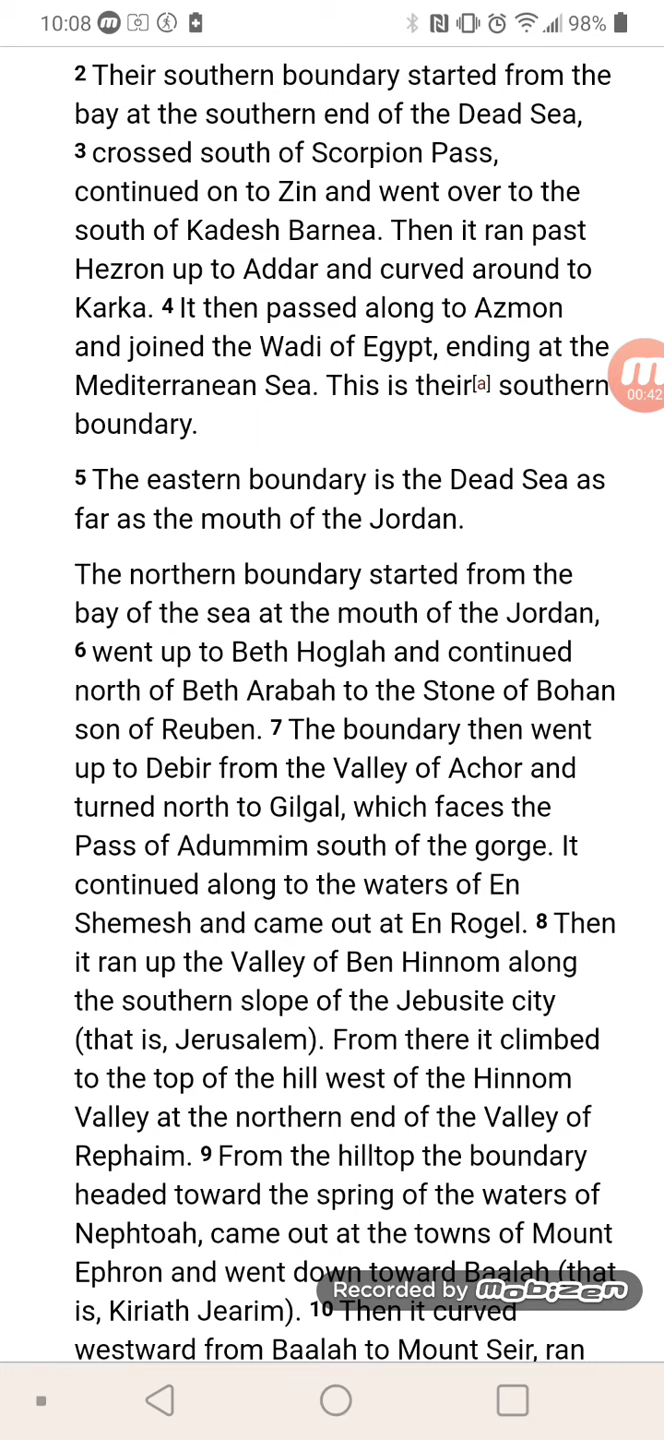 10:08 98%
2 Their southern boundary started from the
bay at the southern end of the Dead Sea,
3 crossed south of Scorpion Pass,
continued on to Zin and went over to the
south of Kadesh Barnea. Then it ran past
Hezron up to Addar and curved around to
Karka. 4 It then passed along to Azmon
and joined the Wadi of Egypt, ending at the
Mediterranean Sea. This is their[a] southern
00:42
boundary.
5 The eastern boundary is the Dead Sea as
far as the mouth of the Jordan.
The northern boundary started from the
bay of the sea at the mouth of the Jordan,
6 went up to Beth Hoglah and continued
north of Beth Arabah to the Stone of Bohan
son of Reuben. 7 The boundary then went
up to Debir from the Valley of Achor and
turned north to Gilgal, which faces the
Pass of Adummim south of the gorge. It
continued along to the waters of En
Shemesh and came out at En Rogel. 8 Then
it ran up the Valley of Ben Hinnom along
the southern slope of the Jebusite city
(that is, Jerusalem). From there it climbed
to the top of the hill west of the Hinnom
Valley at the northern end of the Valley of
Rephaim. 9 From the hilltop the boundary
headed toward the spring of the waters of
Nephtoah, came out at the towns of Mount
Ephron and went down toward Baalah (that
Recorded by mobizen
is, Kiriath Jearim). 10 Then it curved
westward from Baalah to Mount Seir, ran